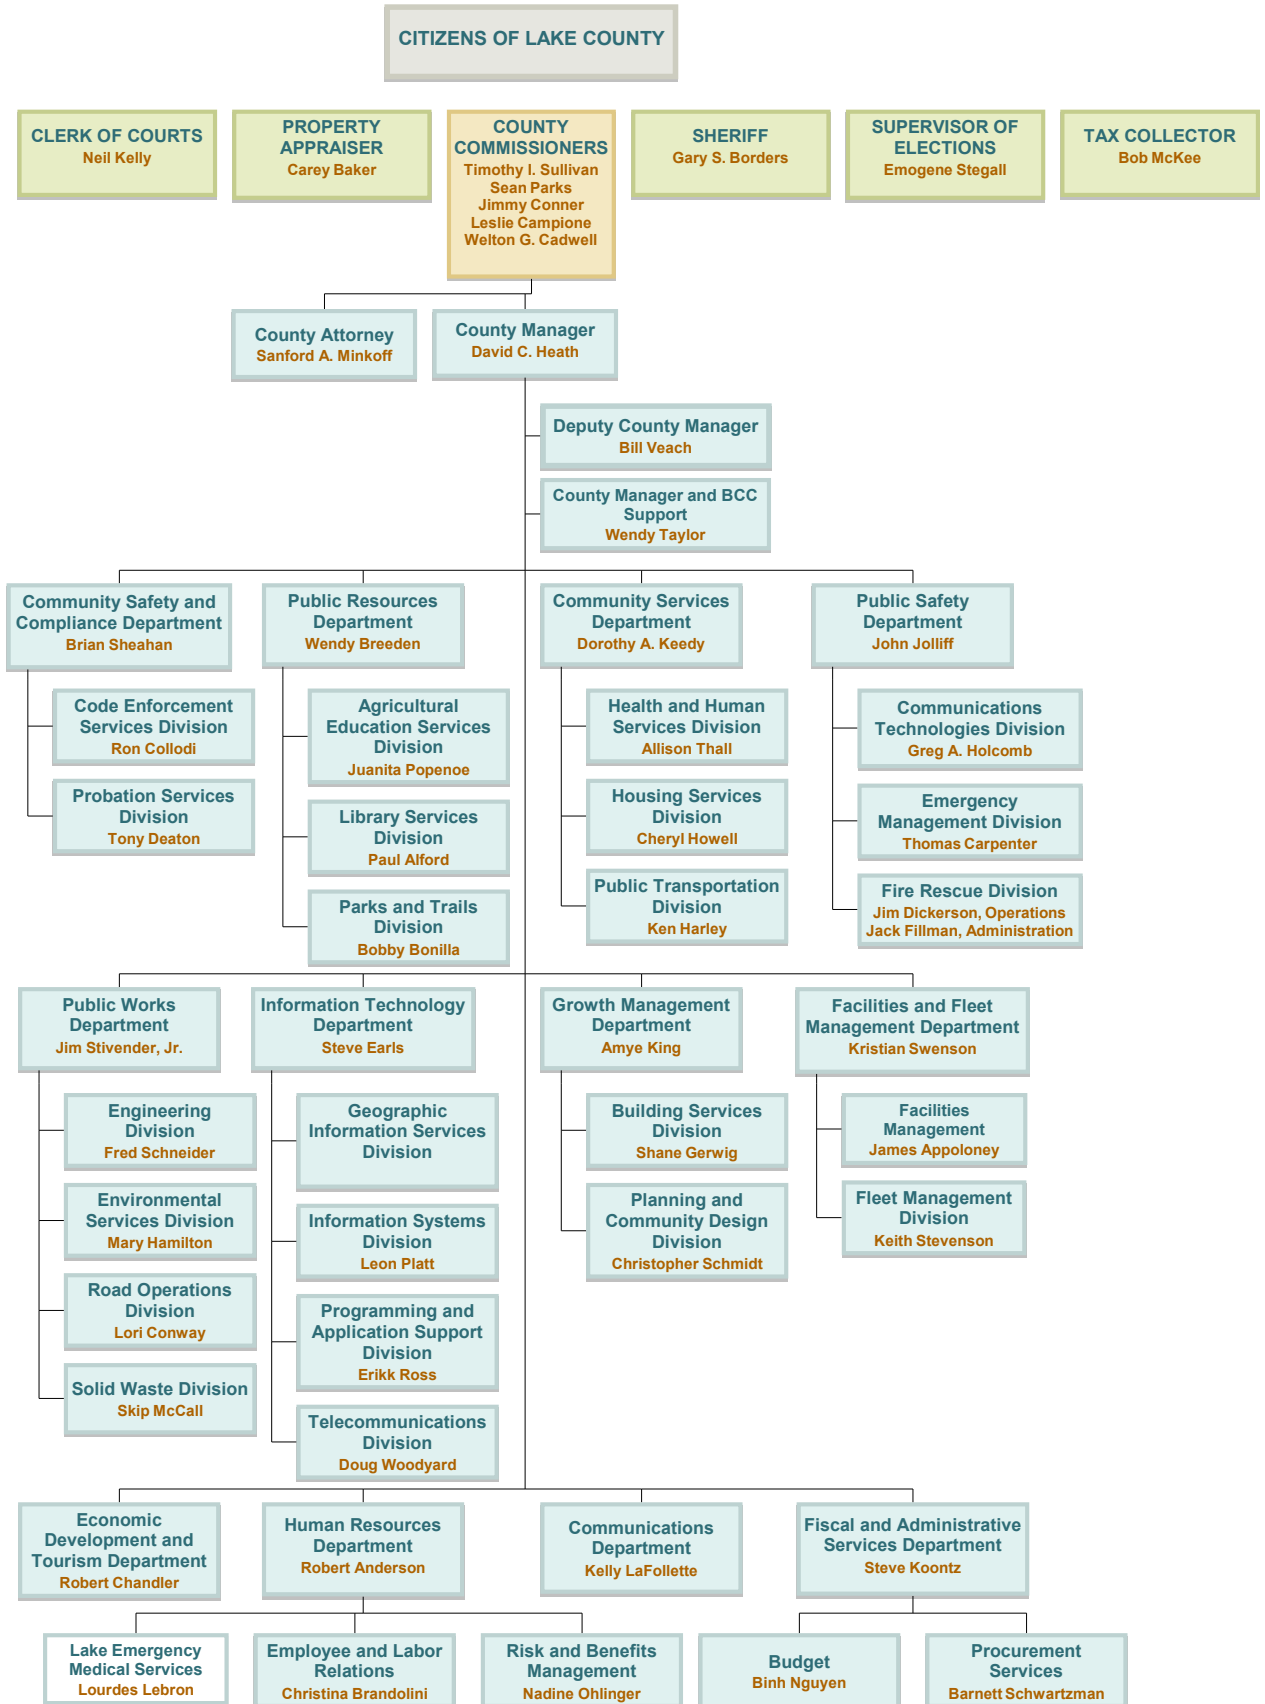 CITIZENS OF LAKE COUNTY
CLERK OF COURTS
Neil Kelly
PROPERTY
APPRAISER
Carey Baker
COUNTY
COMMISSIONERS
Timothy I. Sullivan
Sean Parks
Jimmy Conner
Leslie Campione
Welton G. Cadwell
SHERIFF
Gary S. Borders
SUPERVISOR OF
ELECTIONS
Emogene Stegall
TAX COLLECTOR
Bob McKee
County Attorney
Sanford A. Minkoff
County Manager
David C. Heath
Deputy County Manager
Bill Veach
County Manager and BCC
Support
Wendy Taylor
Community Safety and
Compliance Department
Brian Sheahan
Public Resources
Department
Wendy Breeden
Community Services
Department
Dorothy A. Keedy
Public Safety
Department
John Jolliff
Code Enforcement
Services Division
Ron Collodi
Probation Services
Division
Tony Deaton
Agricultural
Education Services
Division
Juanita Popenoe
Library Services
Division
Paul Alford
Parks and Trails
Division
Bobby Bonilla
Health and Human
Services Division
Allison Thall
Housing Services
Division
Cheryl Howell
Public Transportation
Division
Ken Harley
Communications
Technologies Division
Greg A. Holcomb
Emergency
Management Division
Thomas Carpenter
Fire Rescue Division
Jim Dickerson, Operations
Jack Fillman, Administration
Public Works
Department
Jim Stivender, Jr.
Information Technology
Department
Steve Earls
Growth Management
Department
Amye King
Facilities and Fleet
Management Department
Kristian Swenson
Engineering
Division
Fred Schneider
Environmental
Services Division
Mary Hamilton
Road Operations
Division
Lori Conway
Solid Waste Division
Skip McCall
Geographic
Information Services
Division
Information Systems
Division
Leon Platt
Programming and
Application Support
Division
Erikk Ross
Telecommunications
Division
Doug Woodyard
Building Services
Division
Shane Gerwig
Planning and
Community Design
Division
Christopher Schmidt
Facilities
Management
James Appoloney
Fleet Management
Division
Keith Stevenson
Economic
Development and
Tourism Department
Robert Chandler
Human Resources
Department
Robert Anderson
Communications
Department
Kelly LaFollette
Fiscal and Administrative
Services Department
Steve Koontz
Lake Emergency
Medical Services
Lourdes Lebron
Employee and Labor
Relations
Christina Brandolini
Risk and Benefits
Management
Nadine Ohlinger
Budget
Binh Nguyen
Procurement
Services
Barnett Schwartzman